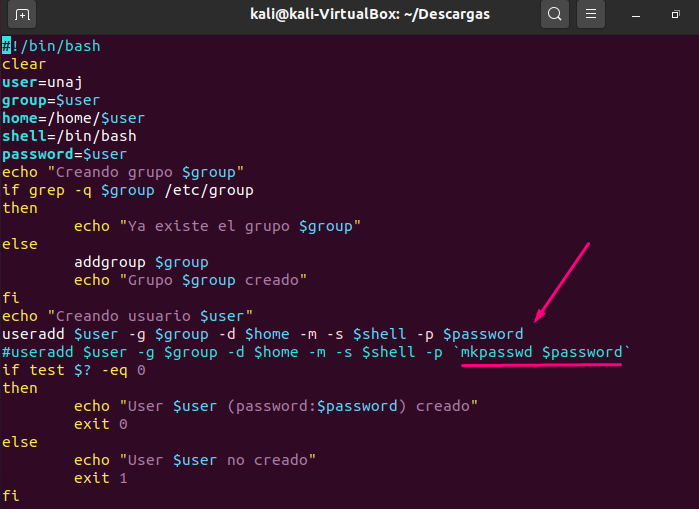 kali@kali-VirtualBox: ~/Descargas
#!/bin/bash
clear
user=unaj
group=$user
home=/home/$user
shell=/bin/bash
password=$user
echo "Creando grupo $group"
if grep -q $group /etc/group
then
        echo "Ya existe el grupo $group"
else
        addgroup $group
        echo "Grupo $group creado"
fi
echo "Creando usuario $user"
useradd $user -g $group -d $home -m -s $shell -p $password
#useradd $user -g $group -d $home -m -s $shell -p `mkpasswd $password`
if test $? -eq 0
then
        echo "User $user (password:$password) creado"
        exit 0
else
        echo "User $user no creado"
        exit 1
fi